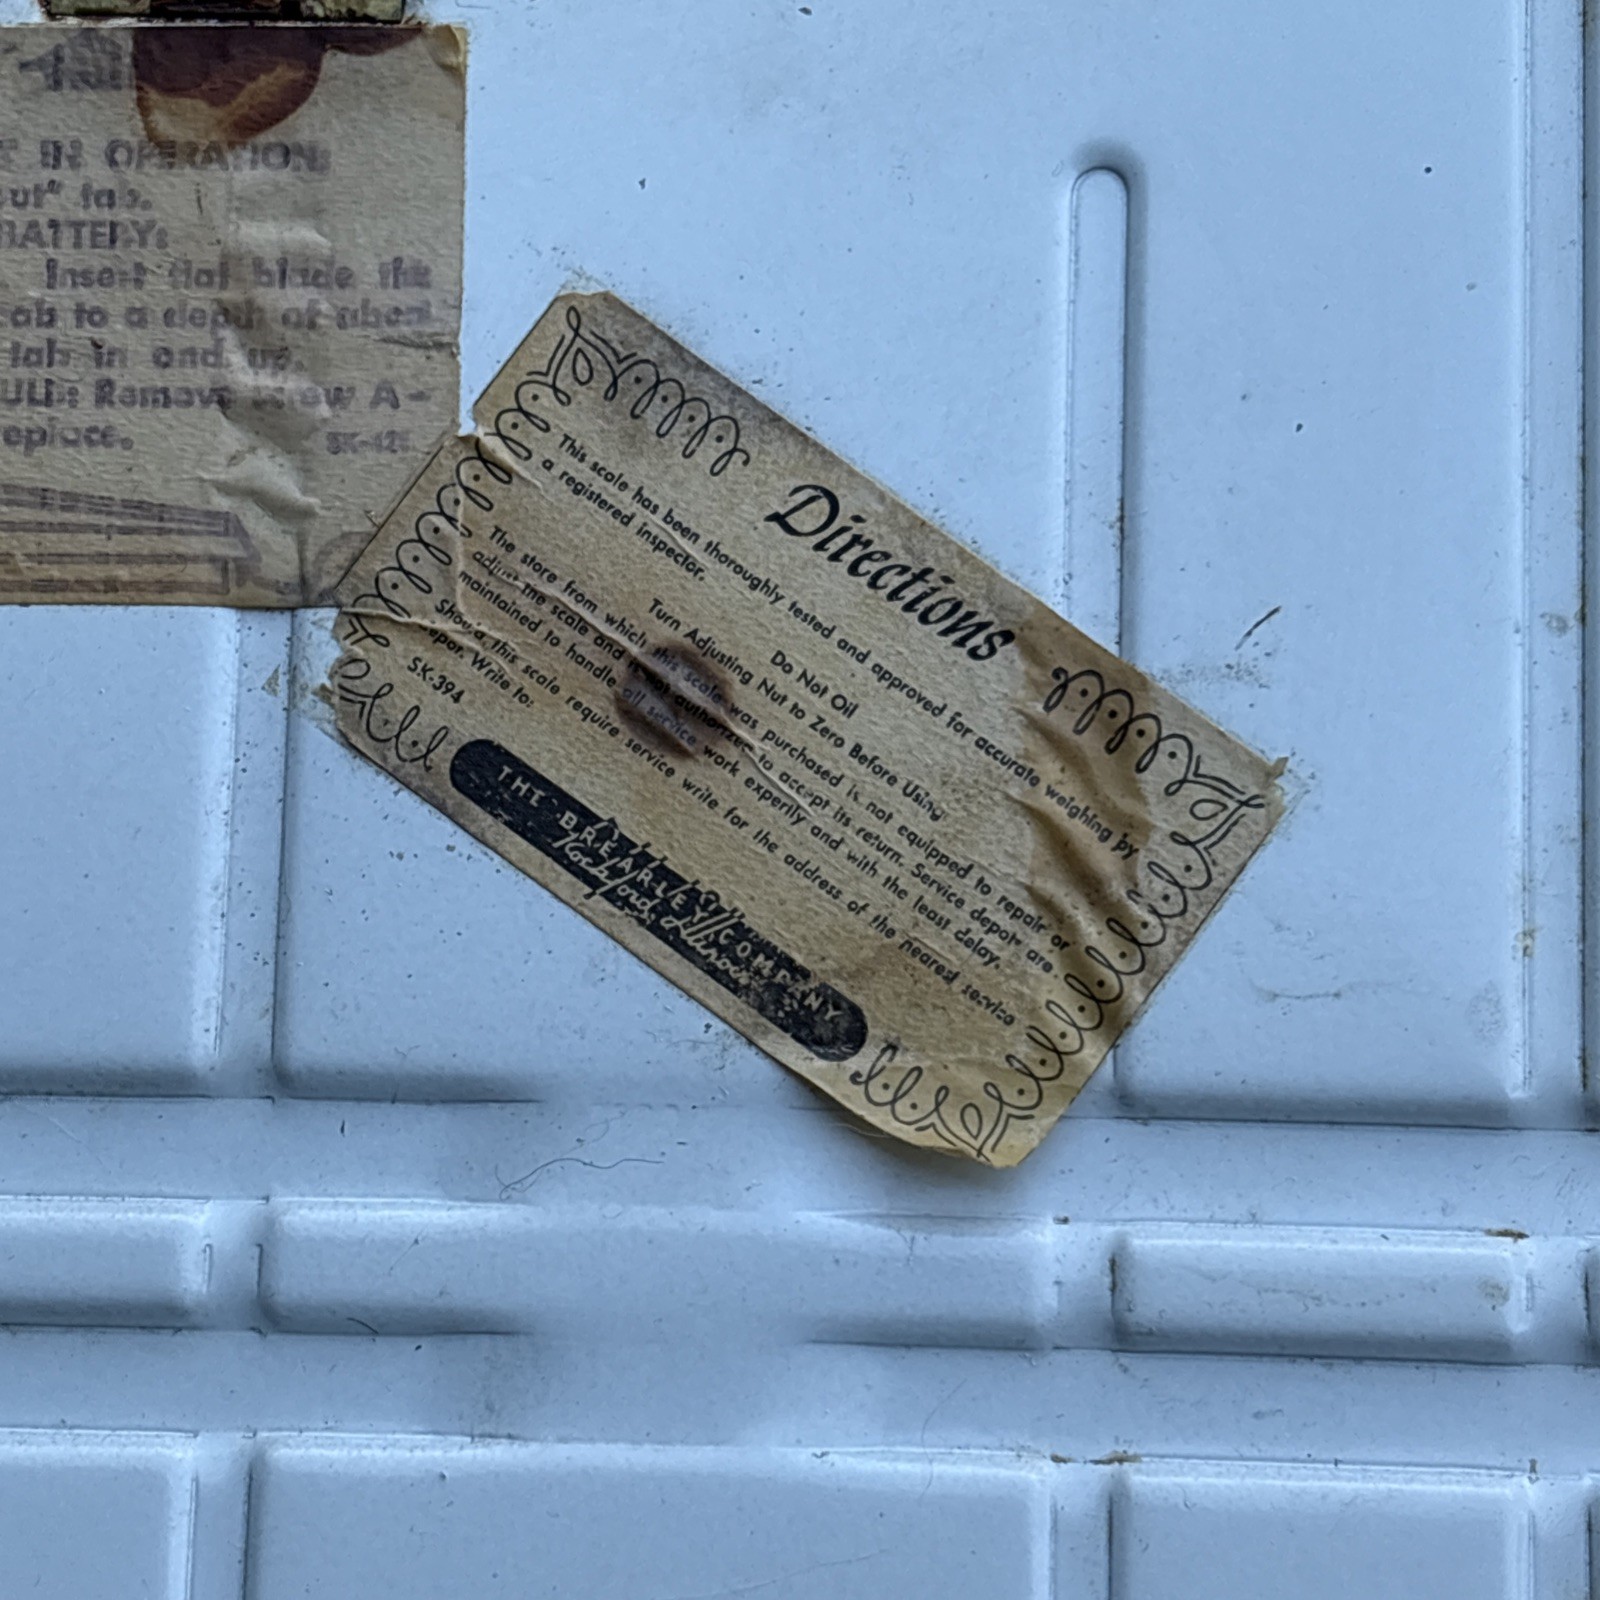 IN OPERATION:
BATTERY:
Insert flat blade
to a depth of about
tab in and up.
Remove screw A-
eplace.
Directions
This scale has been thoroughly tested and approved for accurate weighing by
a registered inspector.
Do Not Oil
Turn Adjusting Nut to Zero Before Using
The store from which this scale was purchased is not equipped to repair or
adjust the scale and is not authorized to accept its return. Service depots are
maintained to handle all service work expertly and with the least delay.
Should this scale require service write for the address of the nearest service
depot. Write to:
SK-394
THE BREARLEY COMPANY
Rockford, Illinois